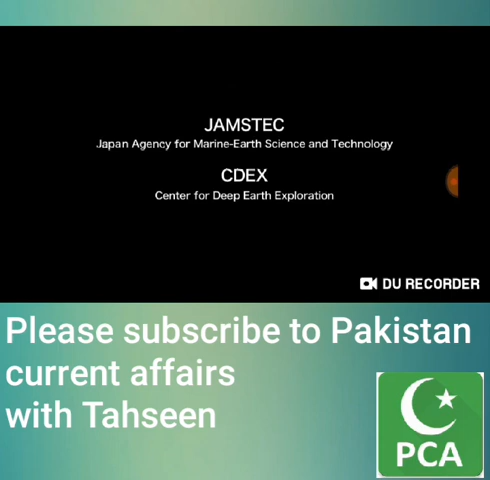 JAMSTEC
Japan Agency for Marine-Earth Science and Technology
CDEX
Center for Deep Earth Exploration
DU RECORDER
Please subscribe to Pakistan
current affairs
with Tahseen
PCA